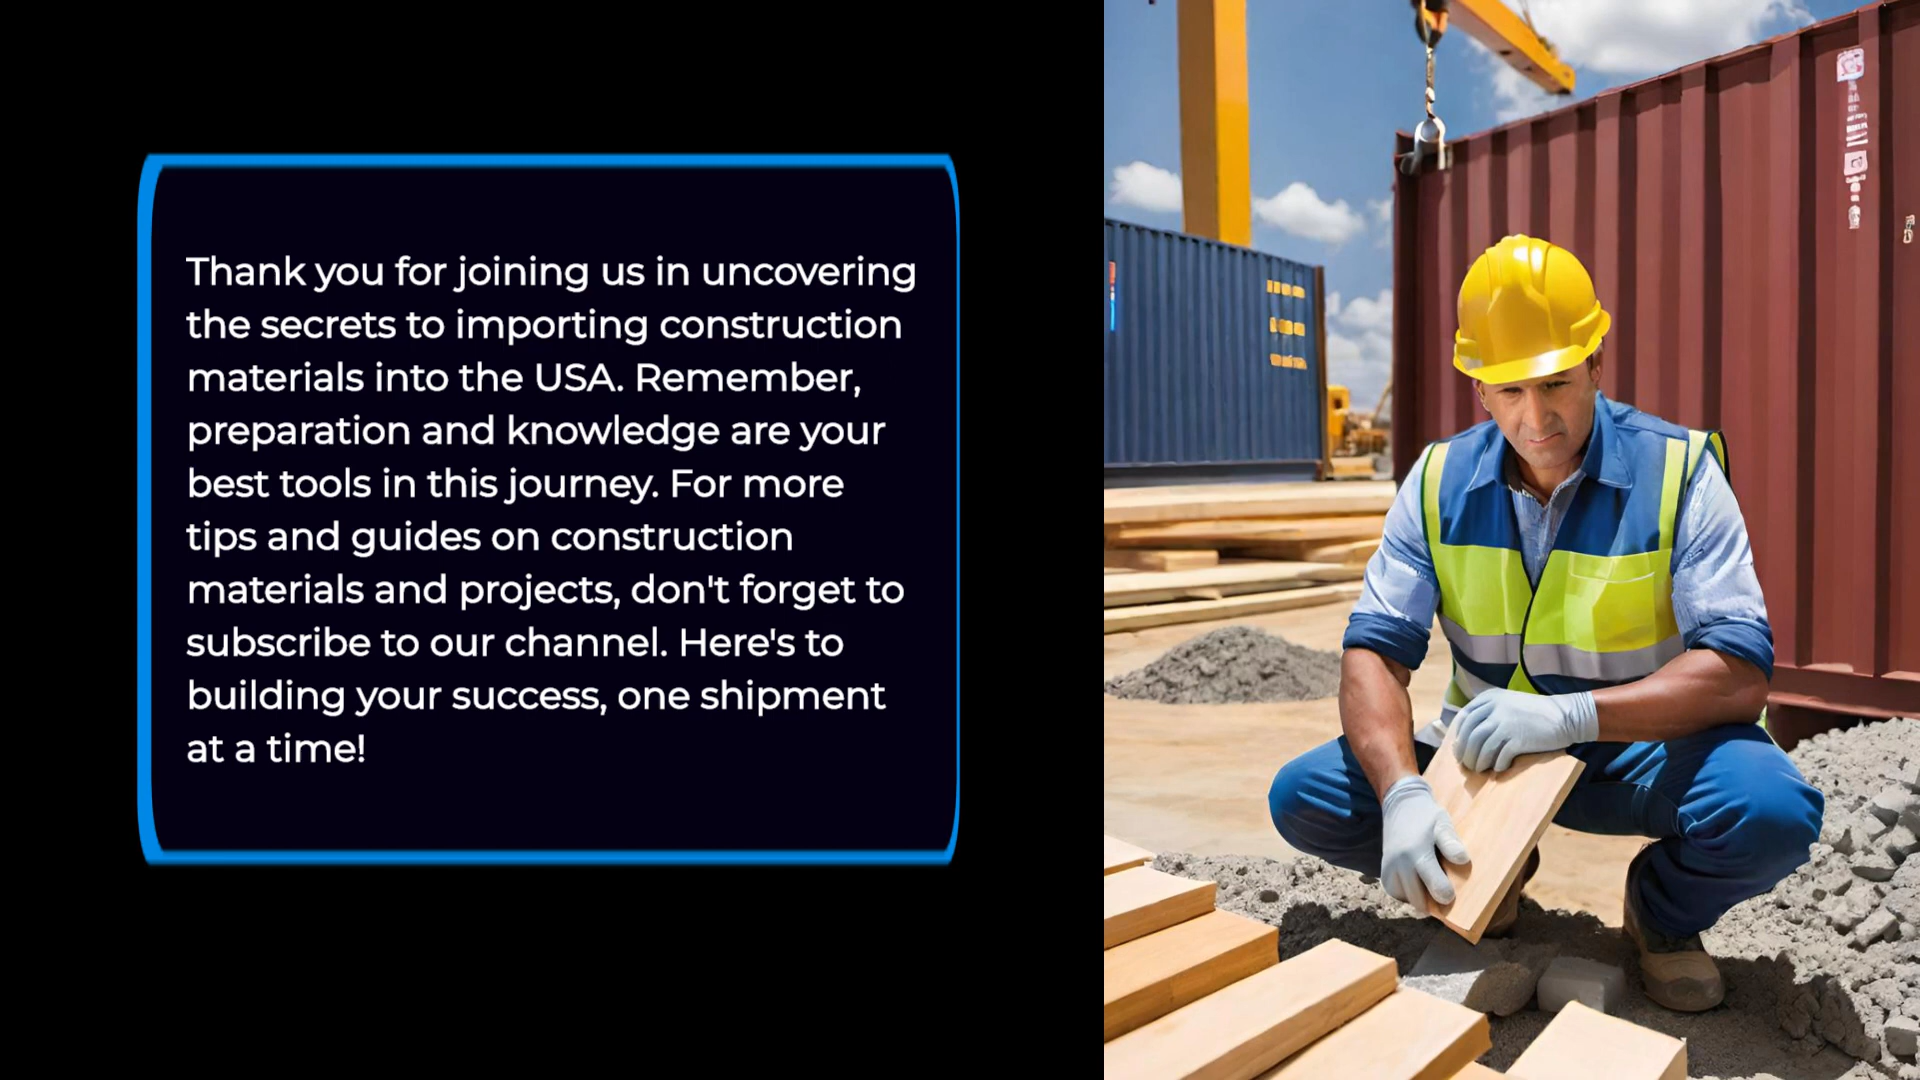 Thank you for joining us in uncovering
the secrets to importing construction
materials into the USA. Remember,
preparation and knowledge are your
best tools in this journey. For more
tips and guides on construction
materials and projects, don't forget to
subscribe to our channel. Here's to
building your success, one shipment
at a time!